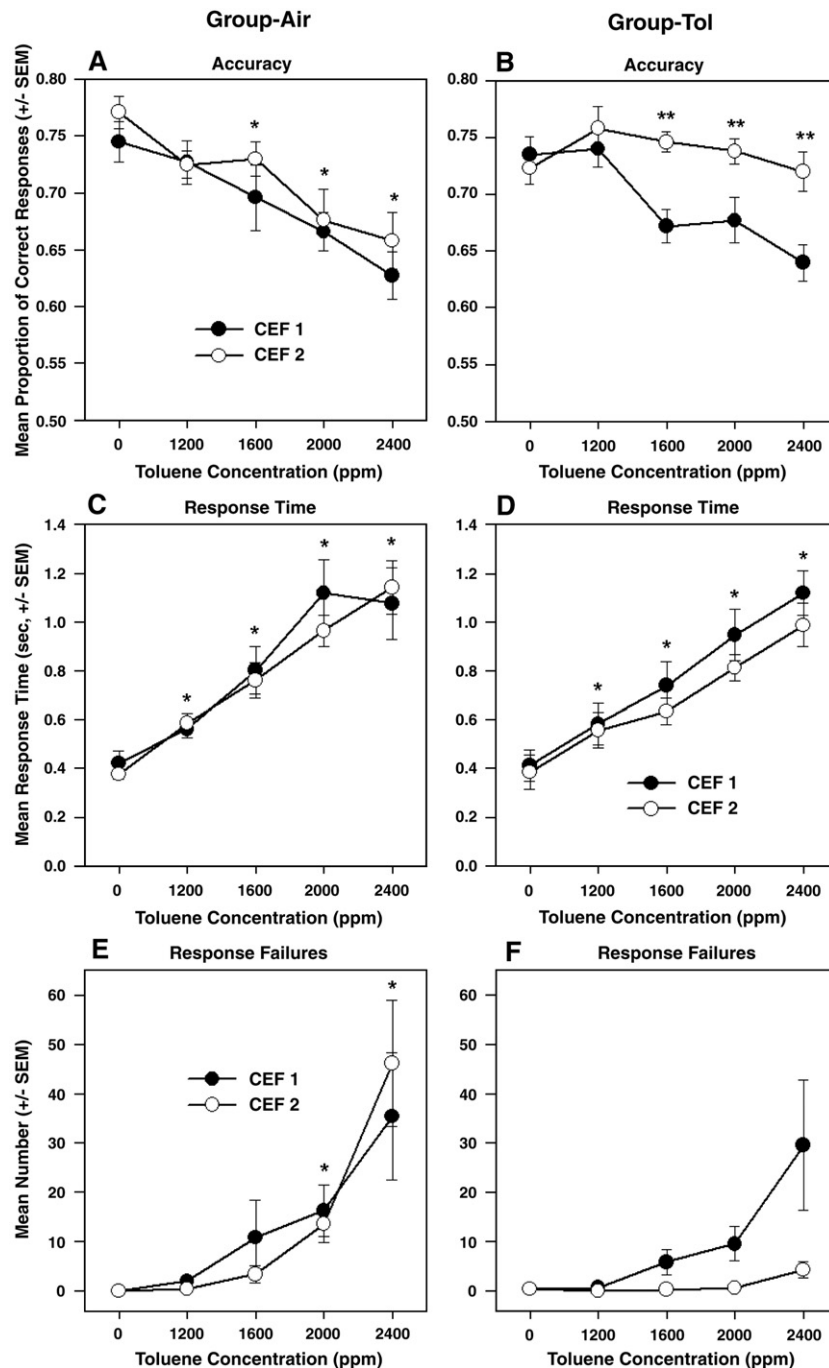 Group-Air
Group-Tol
A
Accuracy
Mean Proportion of Correct Responses (+/- SEM)
0.80
0.75
0.70
0.65
0.60
0.55
0.50
*
*
*
CEF 1
CEF 2
0 1200 1600 2000 2400
Toluene Concentration (ppm)
B
Accuracy
0.80
0.75
0.70
0.65
0.60
0.55
0.50
**
**
**
0 1200 1600 2000 2400
Toluene Concentration (ppm)
C
Response Time
Mean Response Time (sec, +/- SEM)
1.4
1.2
1.0
0.8
0.6
0.4
0.2
0.0
*
*
*
*
0 1200 1600 2000 2400
Toluene Concentration (ppm)
D
Response Time
1.4
1.2
1.0
0.8
0.6
0.4
0.2
0.0
*
*
*
*
CEF 1
CEF 2
0 1200 1600 2000 2400
Toluene Concentration (ppm)
E
Response Failures
Mean Number (+/- SEM)
60
50
40
30
20
10
0
*
*
CEF 1
CEF 2
0 1200 1600 2000 2400
Toluene Concentration (ppm)
F
Response Failures
60
50
40
30
20
10
0
0 1200 1600 2000 2400
Toluene Concentration (ppm)